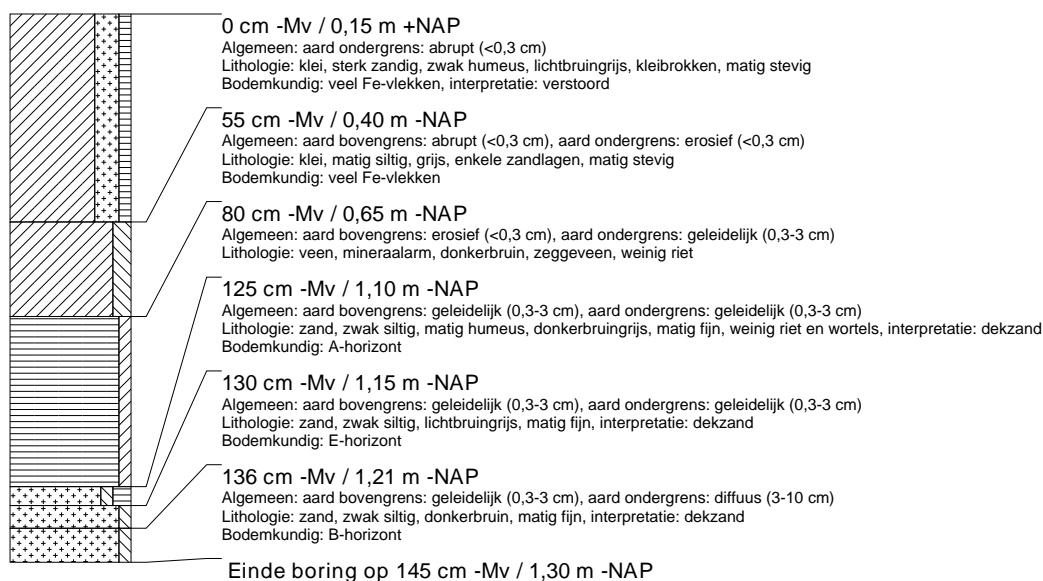 0 cm -Mv / 0,15 m +NAP
Algemeen: aard ondergrens: abrupt (<0,3 cm)
Lithologie: klei, sterk zandig, zwak humeus, lichtbruingrijs, kleibrokken, matig stevig
Bodemkundig: veel Fe-vlekken, interpretatie: verstoord
55 cm -Mv / 0,40 m -NAP
Algemeen: aard bovengrens: abrupt (<0,3 cm), aard ondergrens: erosief (<0,3 cm)
Lithologie: klei, matig siltig, grijs, enkele zandlagen, matig stevig
Bodemkundig: veel Fe-vlekken
80 cm -Mv / 0,65 m -NAP
Algemeen: aard bovengrens: erosief (<0,3 cm), aard ondergrens: geleidelijk (0,3-3 cm)
Lithologie: veen, mineraalarm, donkerbruin, zeggeveen, weinig riet
125 cm -Mv / 1,10 m -NAP
Algemeen: aard bovengrens: geleidelijk (0,3-3 cm), aard ondergrens: geleidelijk (0,3-3 cm)
Lithologie: zand, zwak siltig, matig humeus, donkerbruingrijs, matig fijn, weinig riet en wortels, interpretatie: dekzand
Bodemkundig: A-horizont
130 cm -Mv / 1,15 m -NAP
Algemeen: aard bovengrens: geleidelijk (0,3-3 cm), aard ondergrens: geleidelijk (0,3-3 cm)
Lithologie: zand, zwak siltig, lichtbruingrijs, matig fijn, interpretatie: dekzand
Bodemkundig: E-horizont
136 cm -Mv / 1,21 m -NAP
Algemeen: aard bovengrens: geleidelijk (0,3-3 cm), aard ondergrens: diffuus (3-10 cm)
Lithologie: zand, zwak siltig, donkerbruin, matig fijn, interpretatie: dekzand
Bodemkundig: B-horizont
Einde boring op 145 cm -Mv / 1,30 m -NAP